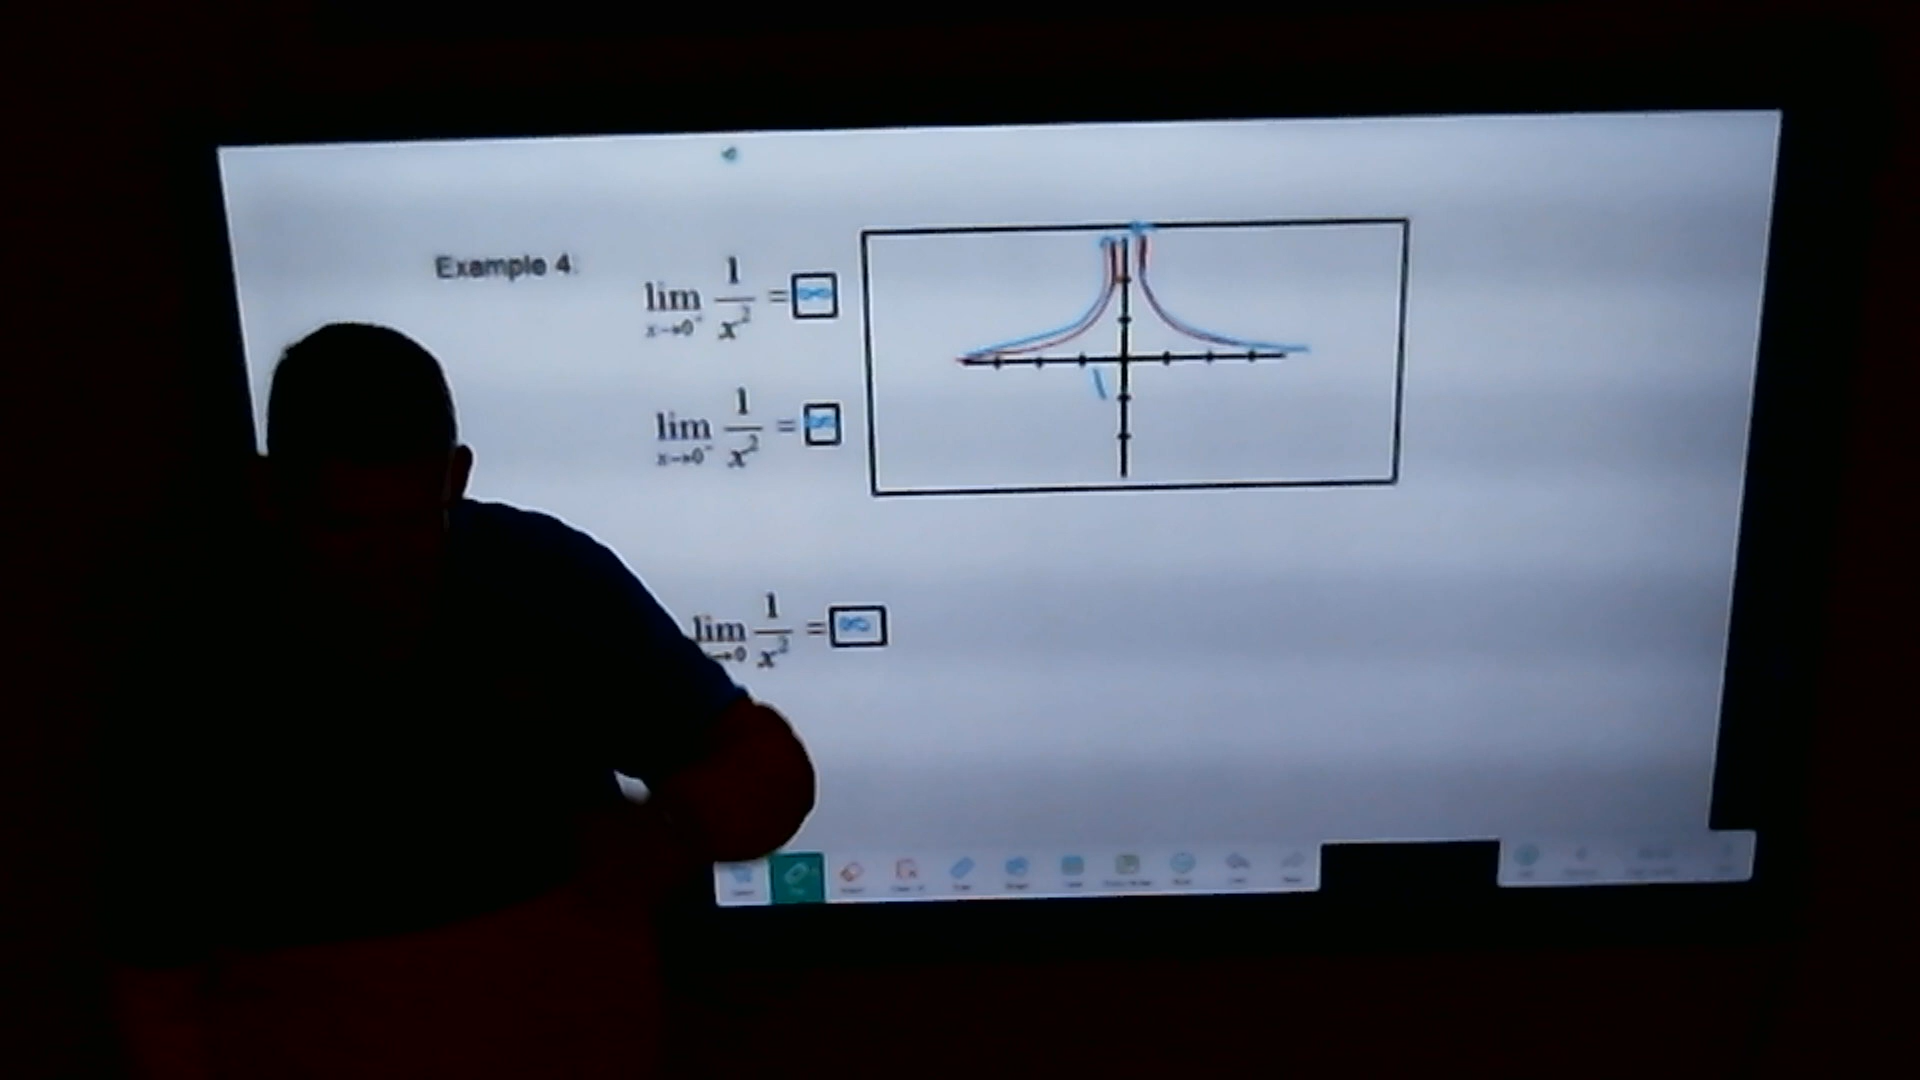 Example 4
lim x→0⁻ 1/x² = ∞
lim x→0⁻ 1/x² = ∞
lim x→0 1/x² = ∞